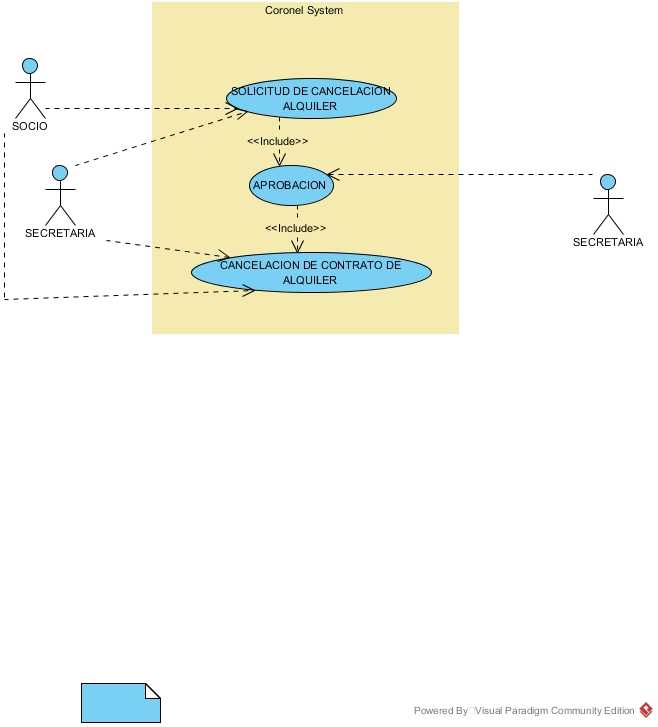 Coronel System
SOCIO
SOLICITUD DE CANCELACION
ALQUILER
<<Include>>
SECRETARIA
APROBACION
SECRETARIA
<<Include>>
CANCELACION DE CONTRATO DE
ALQUILER
Powered By Visual Paradigm Community Edition